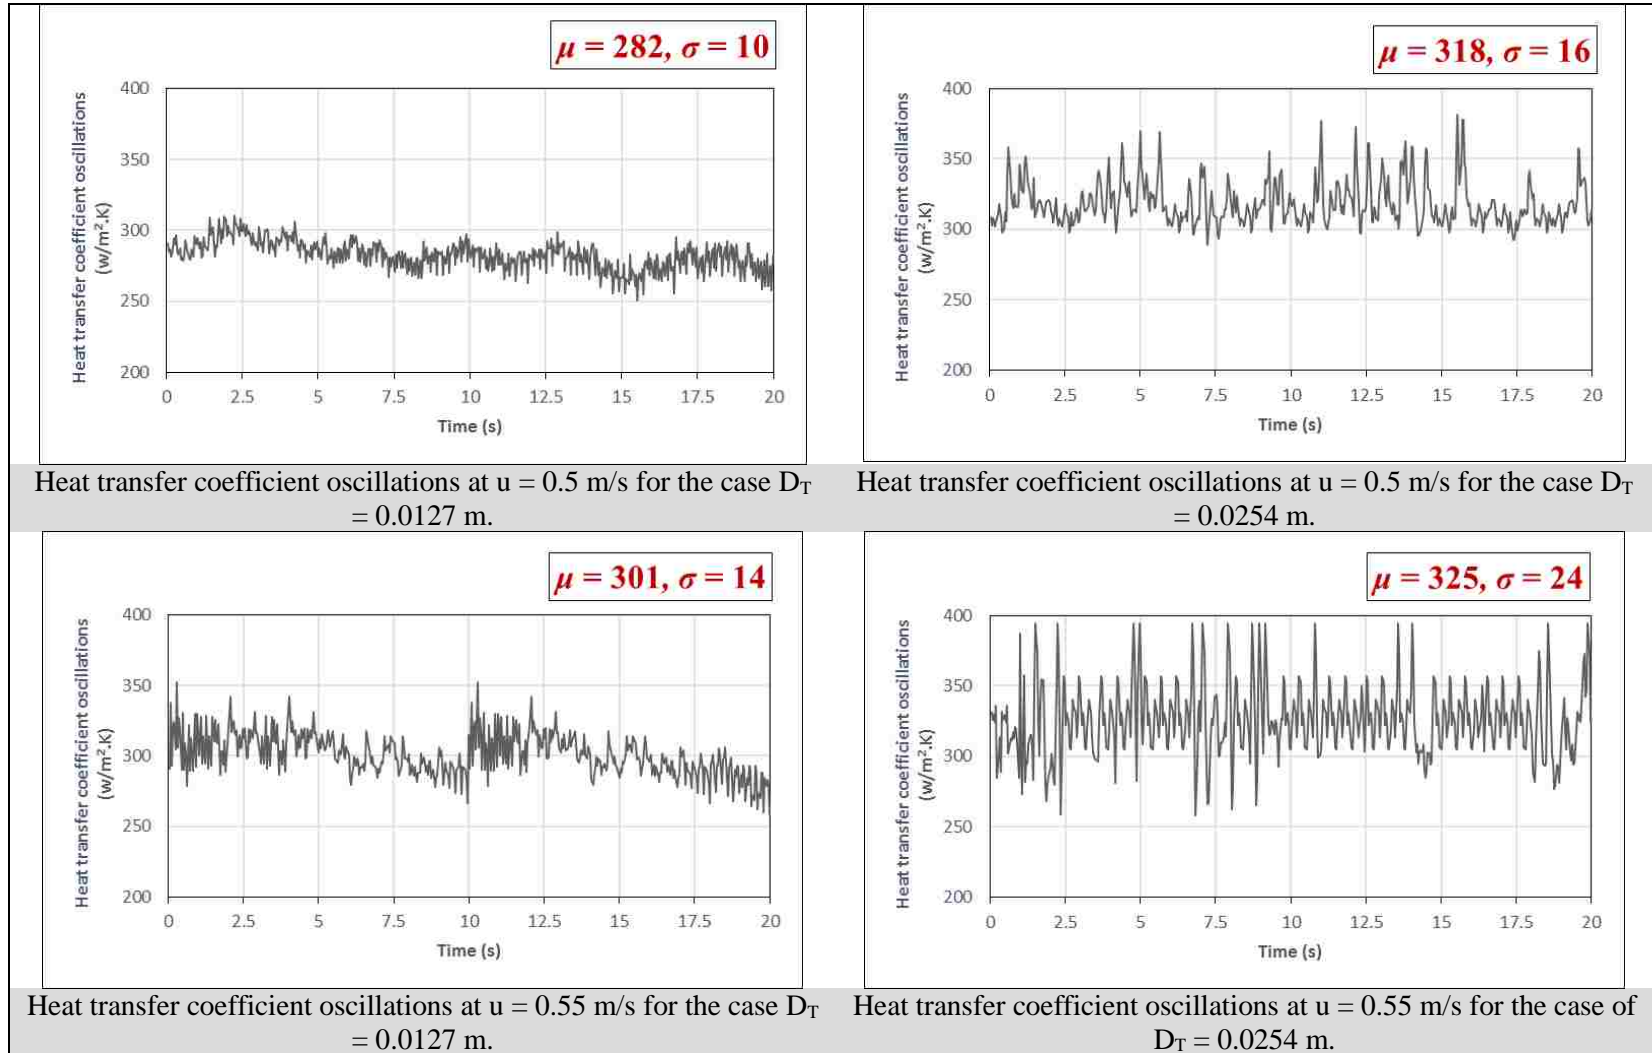 μ = 282, σ = 10
Heat transfer coefficient oscillations
(w/m².K)
400
350
300
250
200
0 2.5 5 7.5 10 12.5 15 17.5 20
Time (s)
Heat transfer coefficient oscillations at u = 0.5 m/s for the case D_T
= 0.0127 m.
μ = 318, σ = 16
Heat transfer coefficient oscillations
(w/m².K)
400
350
300
250
200
0 2.5 5 7.5 10 12.5 15 17.5 20
Time (s)
Heat transfer coefficient oscillations at u = 0.5 m/s for the case D_T
= 0.0254 m.
μ = 301, σ = 14
Heat transfer coefficient oscillations
(w/m².K)
400
350
300
250
200
0 2.5 5 7.5 10 12.5 15 17.5 20
Time (s)
Heat transfer coefficient oscillations at u = 0.55 m/s for the case D_T
= 0.0127 m.
μ = 325, σ = 24
Heat transfer coefficient oscillations
(w/m².K)
400
350
300
250
200
0 2.5 5 7.5 10 12.5 15 17.5 20
Time (s)
Heat transfer coefficient oscillations at u = 0.55 m/s for the case of
D_T = 0.0254 m.